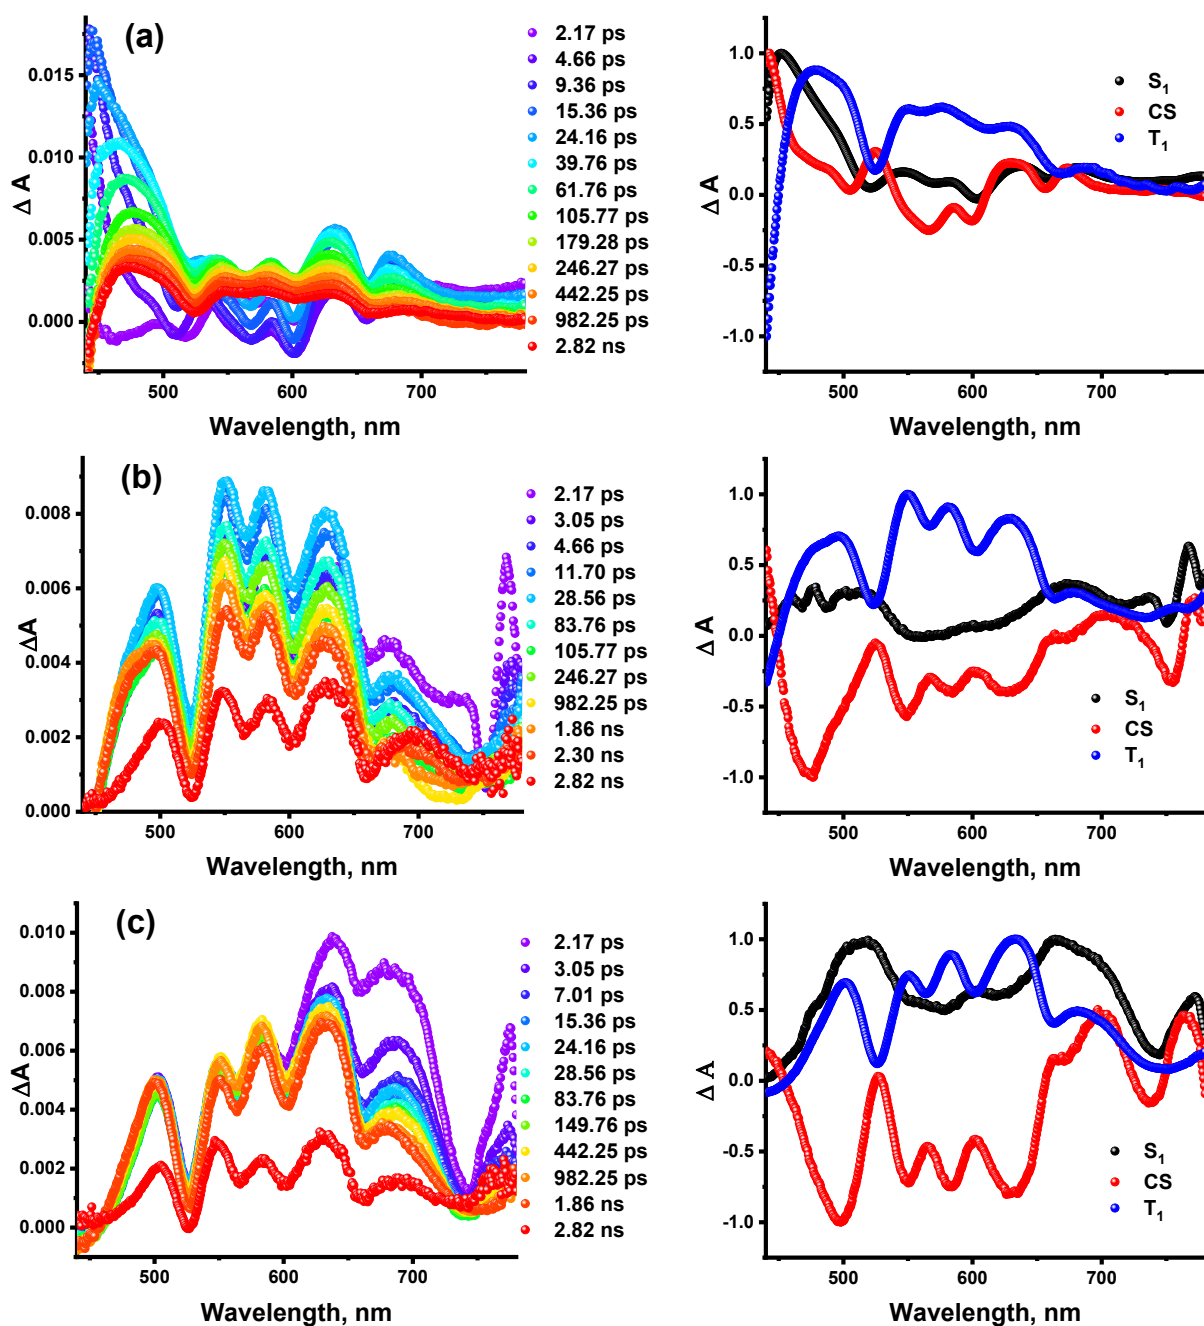 (a)
2.17 ps
4.66 ps
9.36 ps
15.36 ps
24.16 ps
39.76 ps
61.76 ps
105.77 ps
179.28 ps
246.27 ps
442.25 ps
982.25 ps
2.82 ns
0.015
0.010
0.005
0.000
Δ A
500
600
700
Wavelength, nm
1.0
0.5
0.0
-0.5
-1.0
Δ A
S1
CS
T1
500
600
700
Wavelength, nm
(b)
2.17 ps
3.05 ps
4.66 ps
11.70 ps
28.56 ps
83.76 ps
105.77 ps
246.27 ps
982.25 ps
1.86 ns
2.30 ns
2.82 ns
0.008
0.006
0.004
0.002
0.000
ΔA
500
600
700
Wavelength, nm
1.0
0.5
0.0
-0.5
-1.0
Δ A
S1
CS
T1
500
600
700
Wavelength, nm
(c)
2.17 ps
3.05 ps
7.01 ps
15.36 ps
24.16 ps
28.56 ps
83.76 ps
149.76 ps
442.25 ps
982.25 ps
1.86 ns
2.82 ns
0.010
0.008
0.006
0.004
0.002
0.000
ΔA
500
600
700
Wavelength, nm
1.0
0.5
0.0
-0.5
-1.0
Δ A
S1
CS
T1
500
600
700
Wavelength, nm